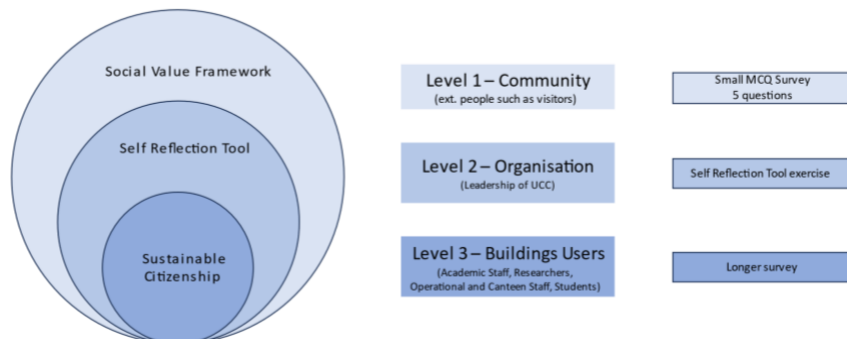 Social Value Framework
Self Reflection Tool
Sustainable
Citizenship
Level 1 – Community
(ext. people such as visitors)
Small MCQ Survey
5 questions
Level 2 – Organisation
(Leadership of UCC)
Self Reflection Tool exercise
Level 3 – Buildings Users
(Academic Staff, Researchers,
Operational and Canteen Staff, Students)
Longer survey